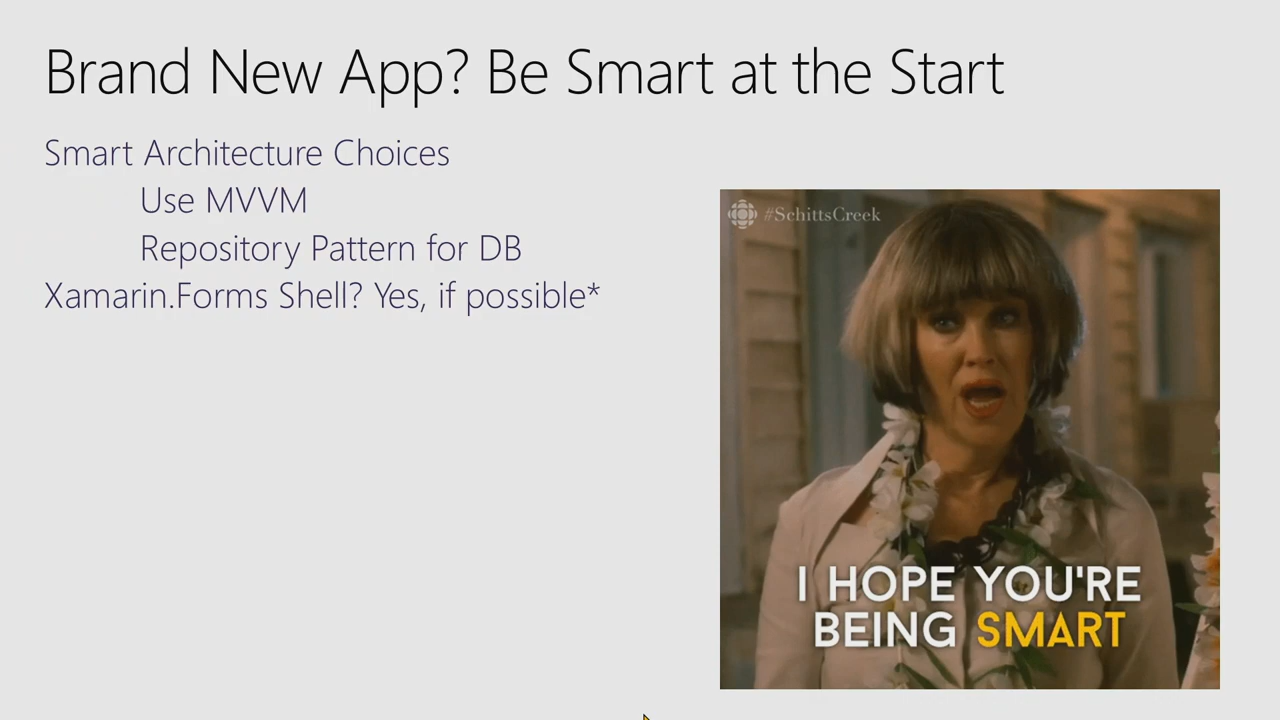 Brand New App? Be Smart at the Start
Smart Architecture Choices
Use MVVM
Repository Pattern for DB
Xamarin.Forms Shell? Yes, if possible*
#SchittsCreek
I HOPE YOU'RE
BEING SMART